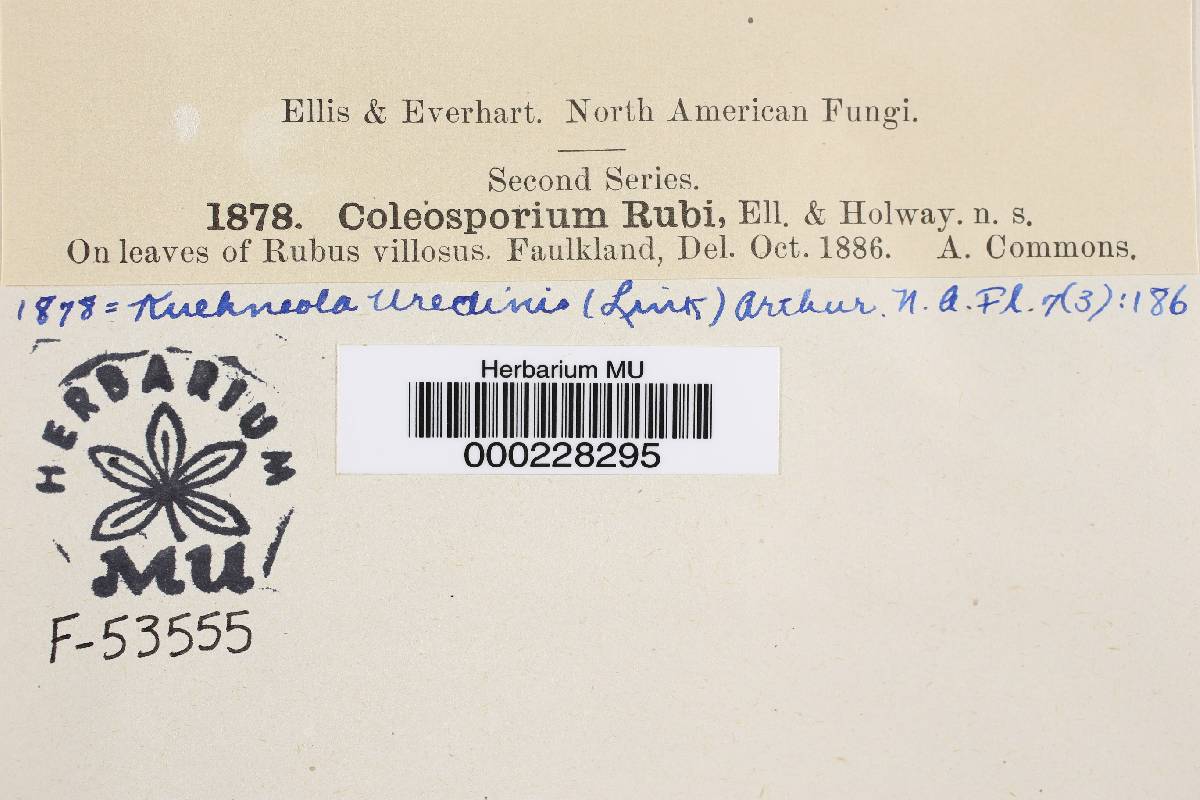 Ellis & Everhart. North American Fungi.
Second Series.
1878. Coleosporium Rubi, Ell. & Holway. n. s.
On leaves of Rubus villosus. Faulkland, Del. Oct. 1886. A. Commons.
1878 = Kuehneola Uredinis (Link) Arthur. N. A. Fl. 7(3):186
HERBARIUM
MU
F-53555
Herbarium MU
000228295